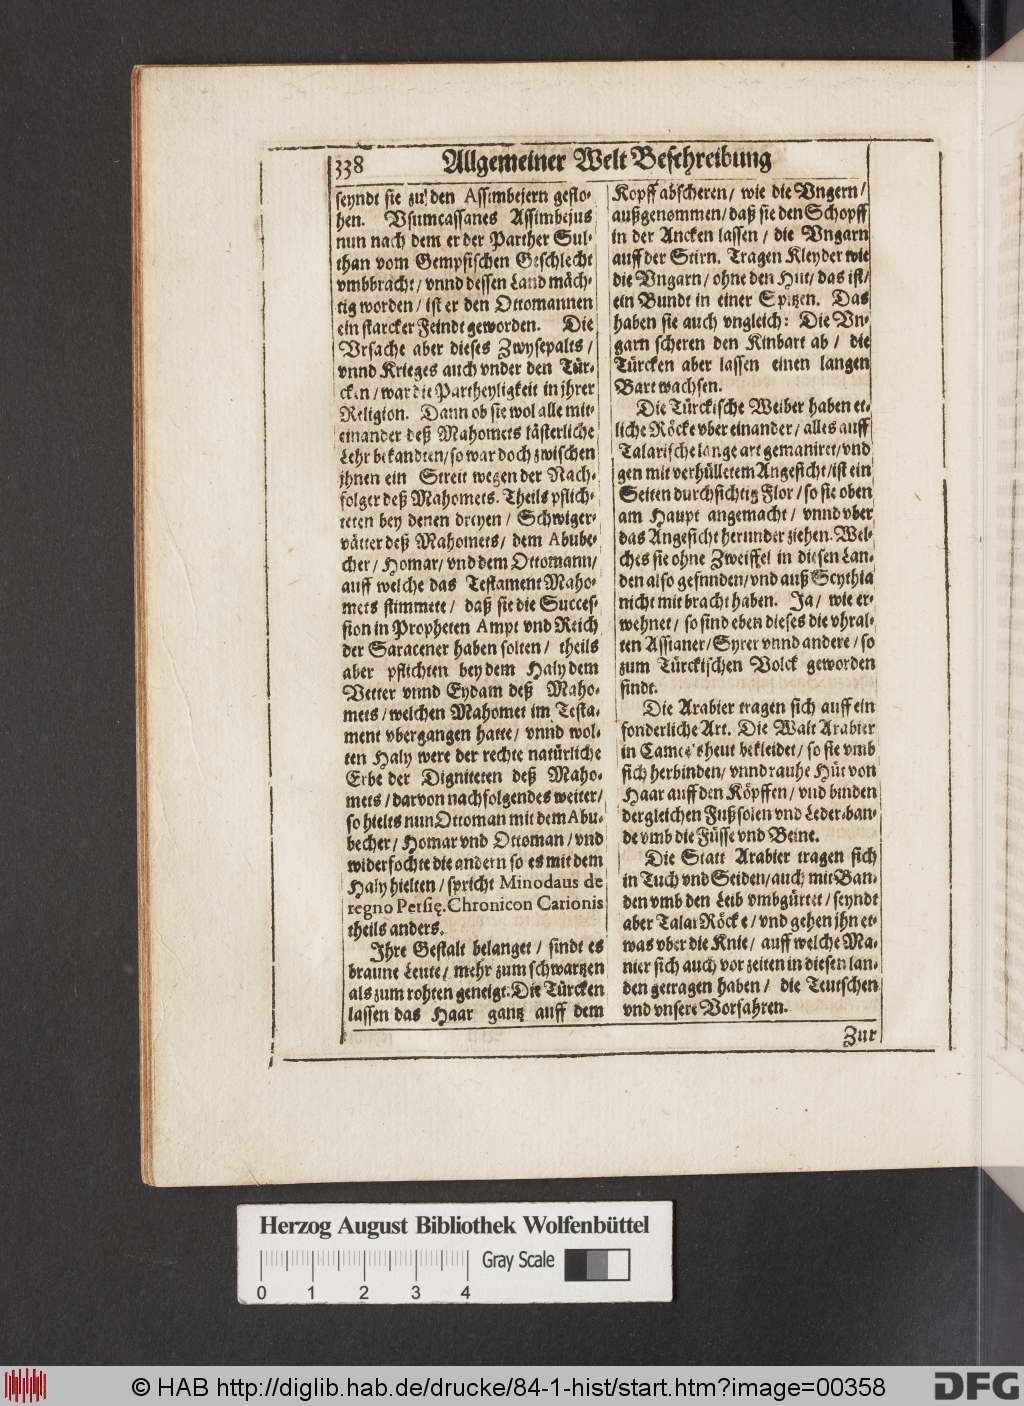 338
Allgemeiner Welt Beschreibung
seyndt sie zu den Assimbejern geflo-
hen. Vsumcassanes Assimbejus
nun nach dem er der Parther Sul-
than vom Gempsischen Geschlecht
vmbbracht/ vnnd dessen Land mäch-
tig worden/ ist er den Ottomannen
ein starcker Feindt geworden. Die
Vrsache aber dieses Zwysepalts/
vnnd Krieges auch vnder den Tür-
cken/ war die Partheyligkeit in jhrer
Religion. Dann ob sie wol alle mit-
einander deß Mahomets lästerliche
Lehr bekandten/ so war doch zwischen
jhnen ein Streit wegen der Nach-
folger deß Mahomets. Theils pflich-
teten bey denen dreyen/ Schwiger-
vätter deß Mahomets/ dem Abube-
cher/ Homar/ vnd dem Ottomann/
auff welche das Testament Maho-
mets stimmete/ daß sie die Succes-
sion in Propheten Ampt vnd Reich
der Saracener haben solten/ theils
aber pflichten bey dem Haly dem
Vetter vnnd Eydam deß Maho-
mets/ welchen Mahomet im Testa-
ment vbergangen hatte/ vnnd wol-
ten Haly were der rechte natürliche
Erbe der Digniteten deß Maho-
mets/ darvon nachfolgendes weiter/
so hielts nun Ottoman mit dem Abu-
becher/ Homar vnd Ottoman/ vnd
widerfochte die andern so es mit dem
Haly hielten/ spricht Minodaus de
regno Persię. Chronicon Carionis
theils anders.
Ihre Gestalt belanget/ sindt es
braune Leute/ mehr zum schwartzen
als zum rohten geneigt. Die Türcken
lassen das Haar gantz auff dem
Kopff abscheren/ wie die Vngern/
außgenommen/ daß sie den Schopff
in der Ancken lassen/ die Vngarn
auff der Stirn. Tragen Kleyder wie
die Vngarn/ ohne den Hut/ das ist/
ein Bundt in einer Spitzen. Das
haben sie auch vngleich: Die Vn-
garn scheren den Kinbart ab/ die
Türcken aber lassen einen langen
Bart wachsen.
Die Türckische Weiber haben et-
liche Röcke vber einander/ alles auff
Talarische lange art gemaniret/ vnd
gen mit verhülletem Angesicht/ ist ein
Seiten durchsichtig Flor/ so sie oben
am Haupt angemacht/ vnnd vber
das Angesicht herunder ziehen. Wel-
ches sie ohne Zweiffel in diesen Lan-
den also gefnnden/ vnd auß Scythia
nicht mit bracht haben. Ja/ wie er-
wehnet/ so sind eben dieses die vhral-
ten Assianer/ Syrer vnnd andere/ so
zum Türckischen Volck geworden
sindt.
Die Arabier tragen sich auff ein
sonderliche Art. Die Walt Arabier
in Cameelsheut bekleidet/ so sie vmb
sich herbinden/ vnnd rauhe Hüt von
Haar auff den Köpffen/ vnd binden
dergleichen Fußsolen vnd Leder-ban-
de vmb die Füsse vnd Beine.
Die Statt Arabier tragen sich
in Tuch vnd Seiden/ auch mit Ban-
den vmb den Leib vmbgürtet/ seyndt
aber Talar Röcke/ vnd gehen jhn et-
was vber die Knie/ auff welche Ma-
nier sich auch vor zeiten in diesen lan-
den getragen haben/ die Teutschen
vnd vnsere Vorfahren.
Zur
Herzog August Bibliothek Wolfenbüttel
Gray Scale
0 1 2 3 4
© HAB http://diglib.hab.de/drucke/84-1-hist/start.htm?image=00358
DFG